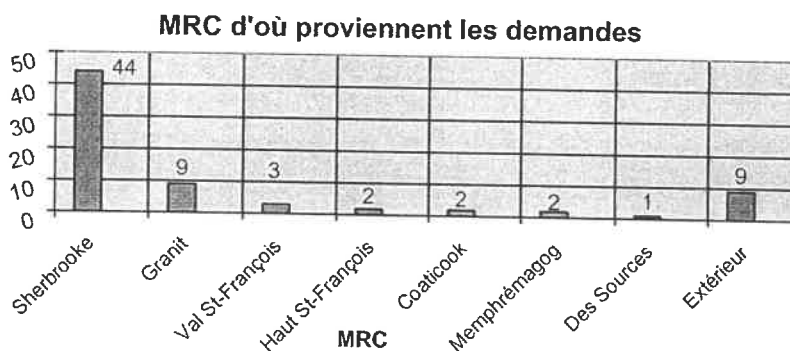 MRC d'où proviennent les demandes
50
40
30
20
10
0
44
9
3
2
2
2
1
9
Sherbrooke
Granit
Val St-François
Haut St-François
Coaticook
Memphrémagog
Des Sources
Extérieur
MRC